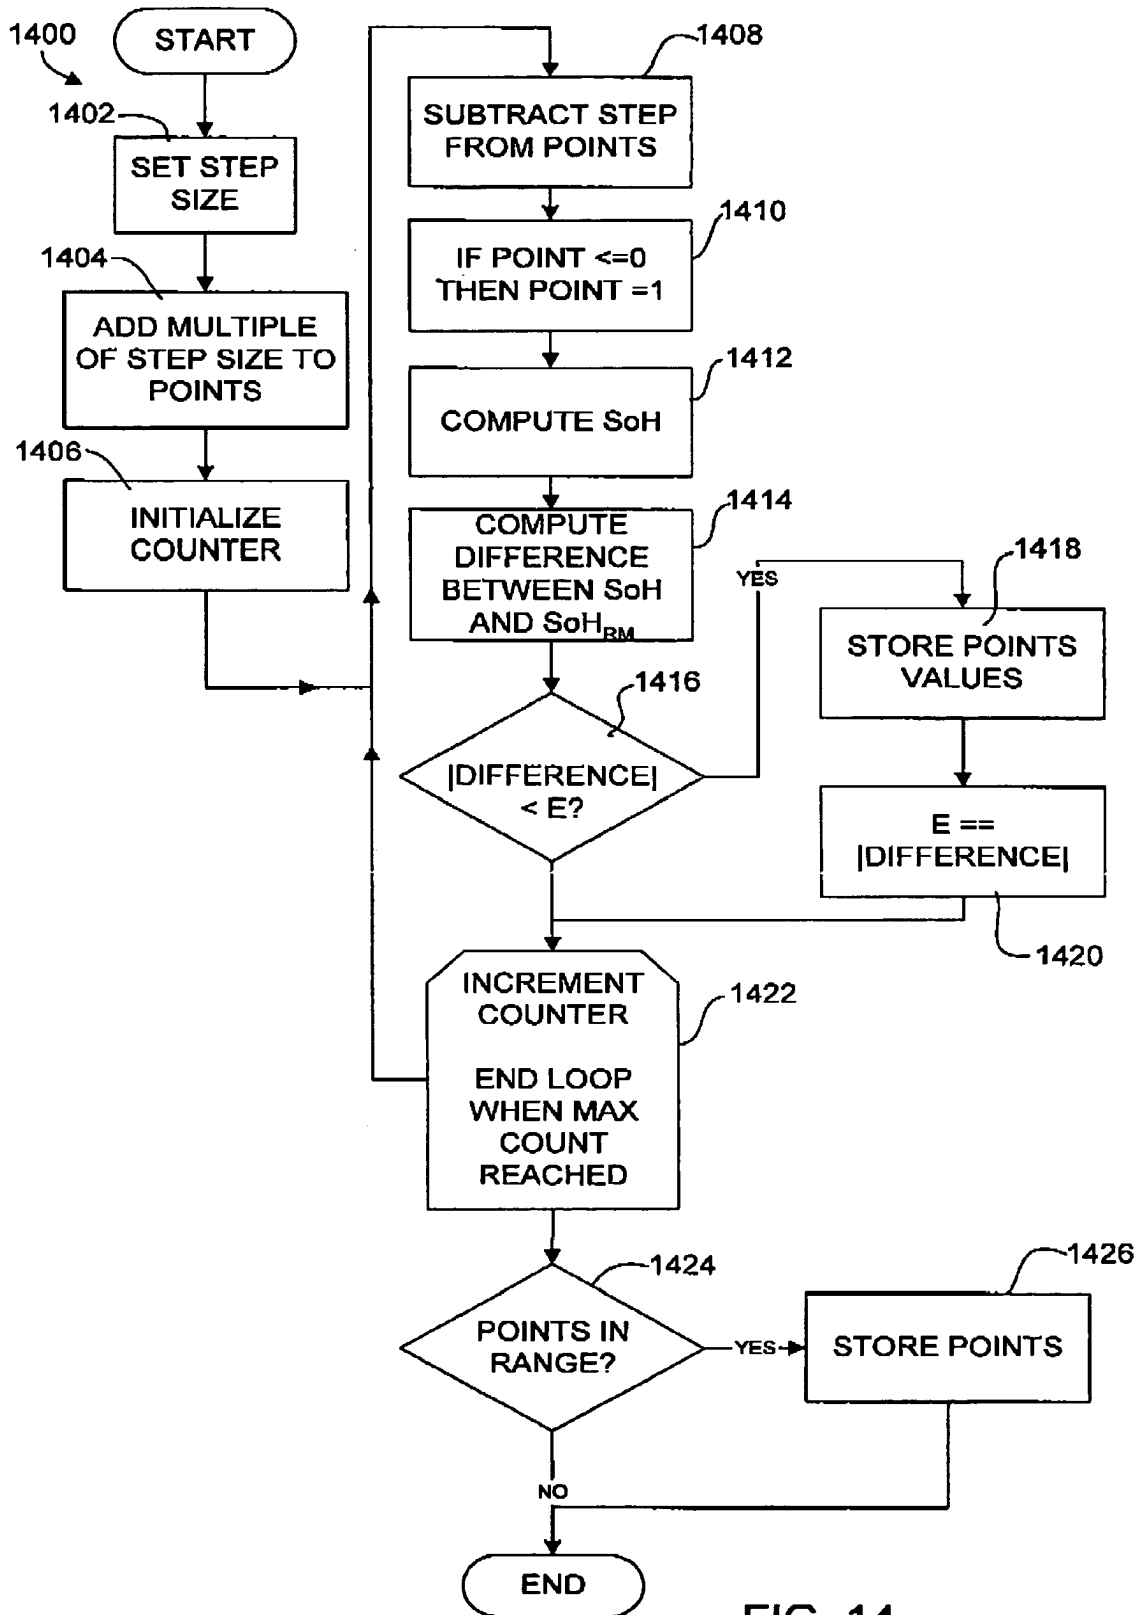 1400
START
1402
SET STEP
SIZE
1404
ADD MULTIPLE
OF STEP SIZE TO
POINTS
1406
INITIALIZE
COUNTER
1408
SUBTRACT STEP
FROM POINTS
1410
IF POINT <=0
THEN POINT =1
1412
COMPUTE SoH
1414
COMPUTE
DIFFERENCE
BETWEEN SoH
AND SoHRM
1416
|DIFFERENCE|
< E?
YES
1418
STORE POINTS
VALUES
E ==
|DIFFERENCE|
1420
INCREMENT
COUNTER
END LOOP
WHEN MAX
COUNT
REACHED
1422
1424
POINTS IN
RANGE?
YES
1426
STORE POINTS
NO
END
FIG. 14